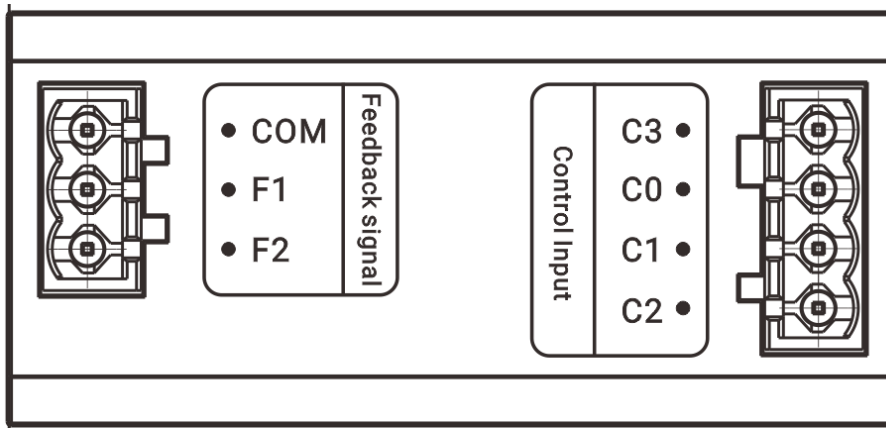 COM
F1
F2
Feedback signal
Control Input
C3
C0
C1
C2